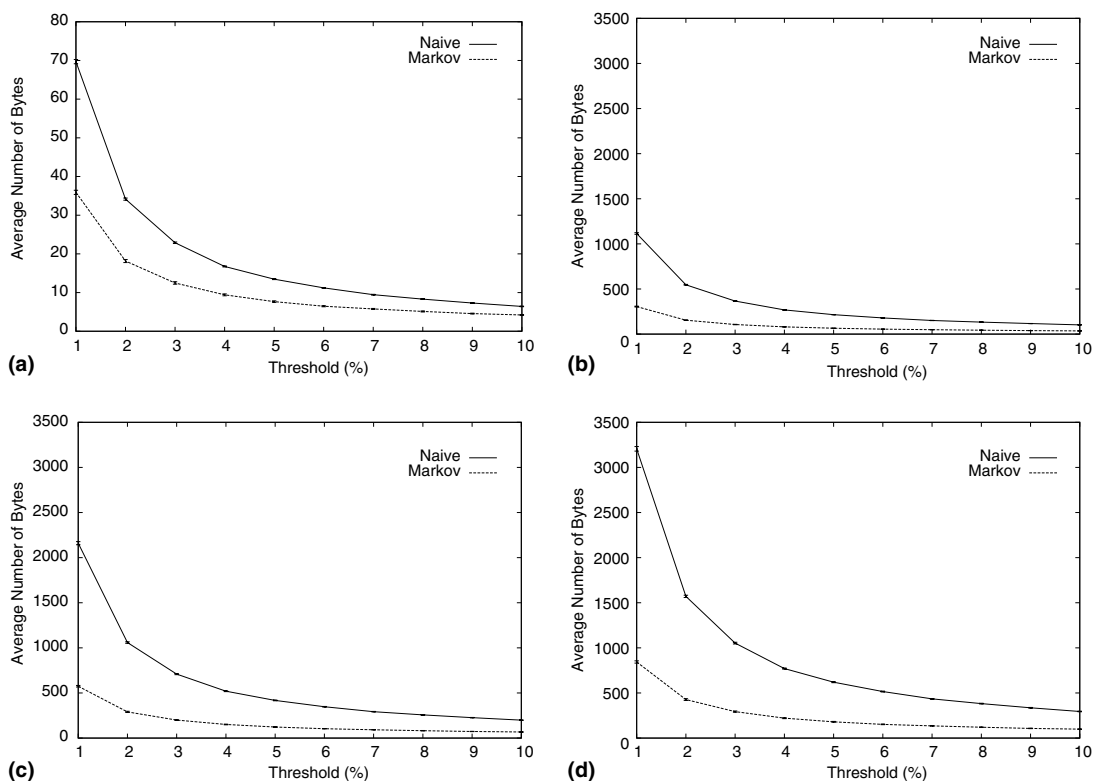 80
70
60
50
40
30
20
10
0
Average Number of Bytes
Naive
Markov
1 2 3 4 5 6 7 8 9 10
Threshold (%)
(a)
3500
3000
2500
2000
1500
1000
500
0
Average Number of Bytes
Naive
Markov
1 2 3 4 5 6 7 8 9 10
Threshold (%)
(b)
3500
3000
2500
2000
1500
1000
500
0
Average Number of Bytes
Naive
Markov
1 2 3 4 5 6 7 8 9 10
Threshold (%)
(c)
3500
3000
3500
2000
1500
1000
500
0
Average Number of Bytes
Naive
Markov
1 2 3 4 5 6 7 8 9 10
Threshold (%)
(d)